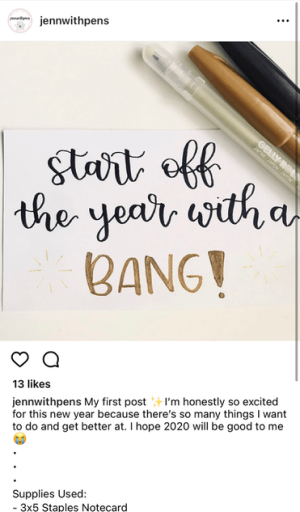 jennwithpens
start off
the year with a
BANG!
GELLY R
13 likes
jennwithpens My first post ✨ I'm honestly so excited
for this new year because there's so many things I want
to do and get better at. I hope 2020 will be good to me
😭
.
.
.
Supplies Used:
- 3x5 Staples Notecard